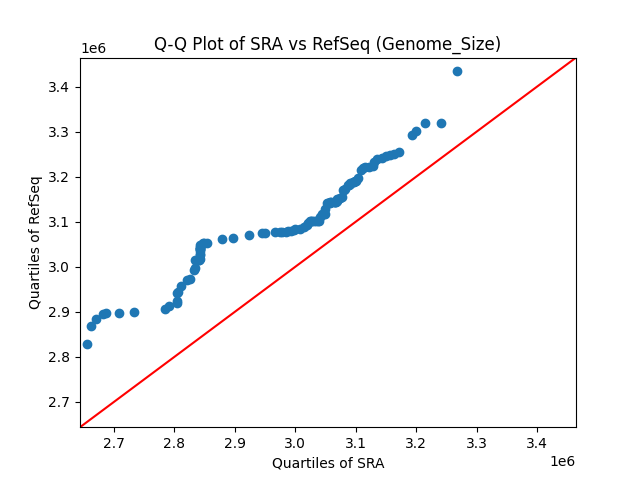 Q-Q Plot of SRA vs RefSeq (Genome_Size)
1e6
3.4
3.3
3.2
3.1
3.0
2.9
2.8
2.7
Quartiles of RefSeq
2.7 2.8 2.9 3.0 3.1 3.2 3.3 3.4
Quartiles of SRA
1e6